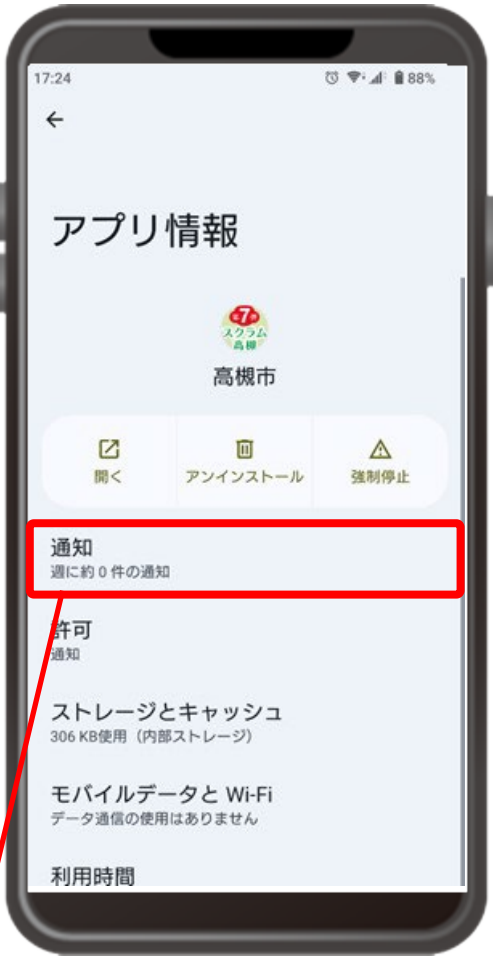 17:24
88%
アプリ情報
第7弾
スクラム
高槻
高槻市
開く
アンインストール
強制停止
通知
週に約 0 件の通知
許可
通知
ストレージとキャッシュ
306 KB使用（内部ストレージ）
モバイルデータと Wi-Fi
データ通信の使用はありません
利用時間